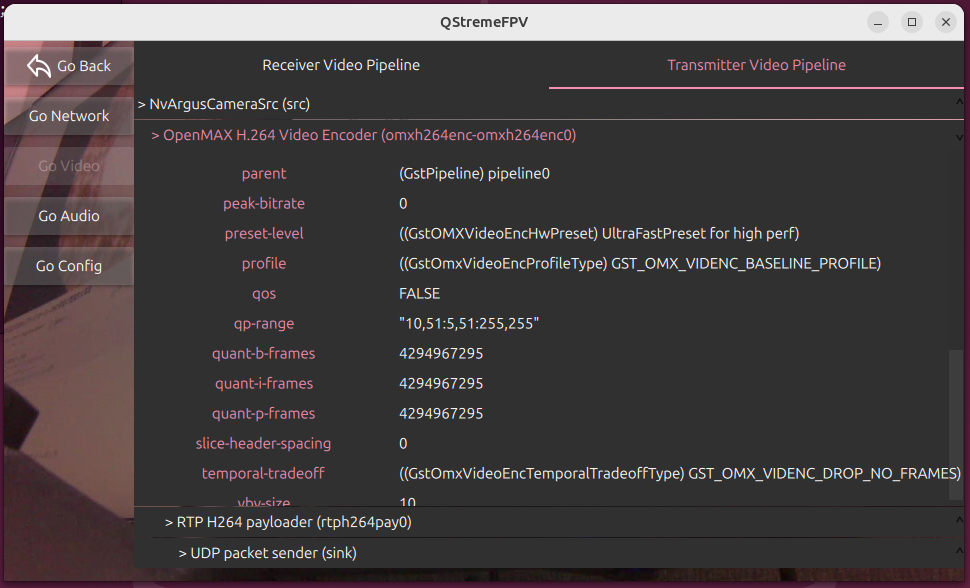 QStremeFPV
Go Back
Go Network
Go Video
Go Audio
Go Config
Receiver Video Pipeline
Transmitter Video Pipeline
> NvArgusCameraSrc (src)
> OpenMAX H.264 Video Encoder (omxh264enc-omxh264enc0)
parent (GstPipeline) pipeline0
peak-bitrate 0
preset-level ((GstOMXVideoEncHwPreset) UltraFastPreset for high perf)
profile ((GstOmxVideoEncProfileType) GST_OMX_VIDENC_BASELINE_PROFILE)
qos FALSE
qp-range "10,51:5,51:255,255"
quant-b-frames 4294967295
quant-i-frames 4294967295
quant-p-frames 4294967295
slice-header-spacing 0
temporal-tradeoff ((GstOmxVideoEncTemporalTradeoffType) GST_OMX_VIDENC_DROP_NO_FRAMES)
vbv-size 10
> RTP H264 payloader (rtph264pay0)
> UDP packet sender (sink)